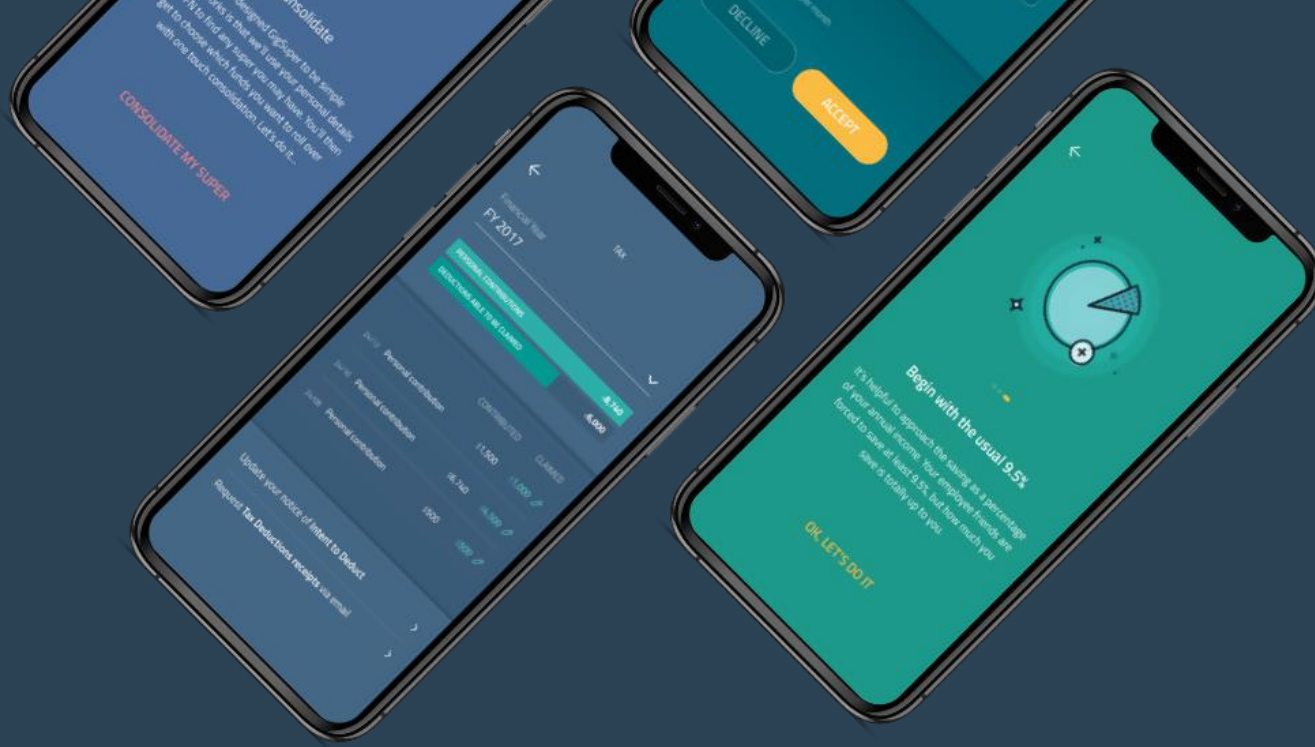 onsolidate
orks is that we'll use your personal details
designed GigSuper to be simple
to find any super you may have. You'll then
get to choose which funds you want to roll over
with one touch consolidation. Let's do it...
CONSOLIDATE MY SUPER
month.
DECLINE
ACCEPT
TAX
Financial Year
FY 2017
PERSONAL CONTRIBUTIONS
8,740
DEDUCTIONS ABLE TO BE CLAIMED
6,000
CONTRIBUTED
CLAIMED
Personal contribution
$1,500
Personal contribution
$6,740
Personal contribution
$500
Update your notice of Intent to Deduct
Request Tax Deductions receipts via email
Begin with the usual 9.5%
It's helpful to approach the saving as a percentage
of your annual income. Your employee friends are
forced to save at least 9.5%, but how much you
save is totally up to you.
OK, LET'S DO IT